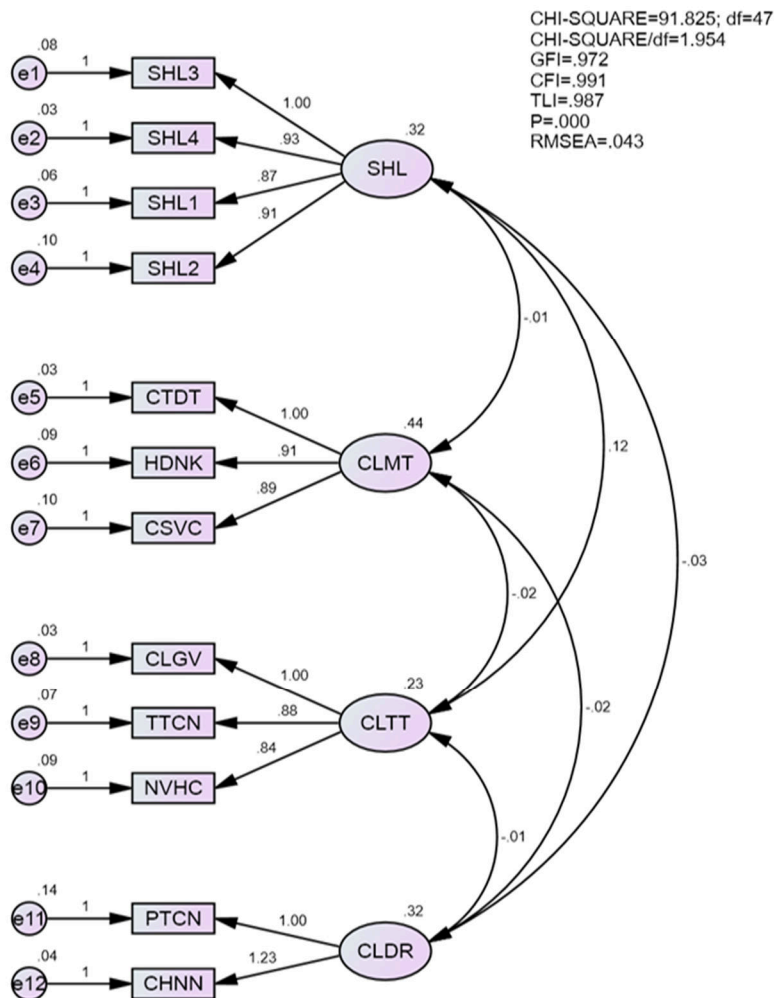 CHI-SQUARE=91.825; df=47
CHI-SQUARE/df=1.954
GFI=.972
CFI=.991
TLI=.987
P=.000
RMSEA=.043
.08
e1 1 SHL3
1.00
.03
e2 1 SHL4
.93
.32
SHL
.06
e3 1 SHL1
.87
.10
e4 1 SHL2
.91
-.01
.03
e5 1 CTDT
1.00
.44
CLMT
.09
e6 1 HDNK
.91
.12
.10
e7 1 CSVC
.89
-.03
-.02
.03
e8 1 CLGV
1.00
.23
CLTT
.07
e9 1 TTCN
.88
-.02
.09
e10 1 NVHC
.84
-.01
.14
e11 1 PTCN
1.00
.32
CLDR
.04
e12 1 CHNN
1.23